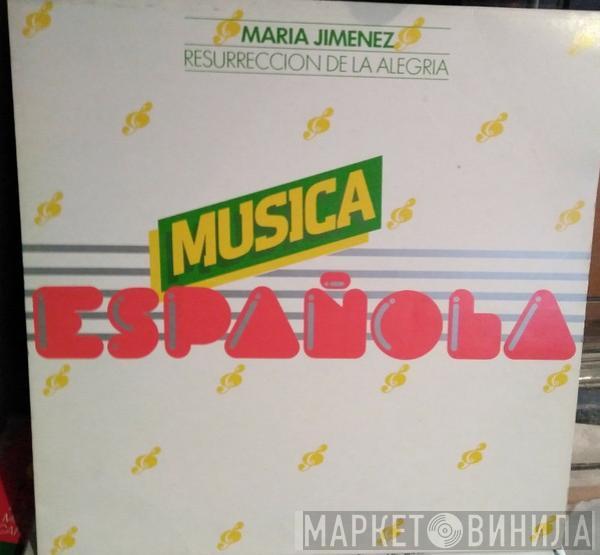 MARIA JIMENEZ
RESURRECCION DE LA ALEGRIA
MUSICA
ESPAÑOLA
МАРКЕТ ВИНИЛА